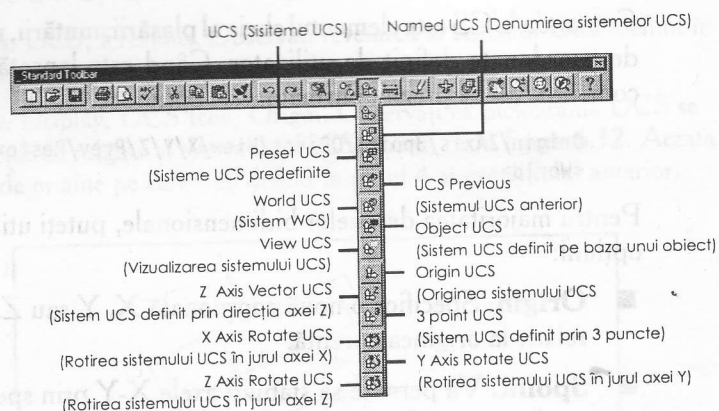 UCS (Sisiteme UCS)
Named UCS (Denumirea sistemelor UCS)
Standard Toolbar
Preset UCS
(Sisteme UCS predefinite
World UCS
(Sistem WCS)
View UCS
(Vizualizarea sistemului UCS)
Z Axis Vector UCS
(Sistem UCS definit prin direcția axei Z)
X Axis Rotate UCS
(Rotirea sistemului UCS în jurul axei X)
Z Axis Rotate UCS
(Rotirea sistemului UCS în jurul axei Z)
UCS Previous
(Sistemul UCS anterior)
Object UCS
(Sistem UCS definit pe baza unui obiect)
Origin UCS
(Originea sistemului UCS
3 point UCS
(Sistem UCS definit prin 3 puncte)
Y Axis Rotate UCS
(Rotirea sistemului UCS în jurul axei Y)